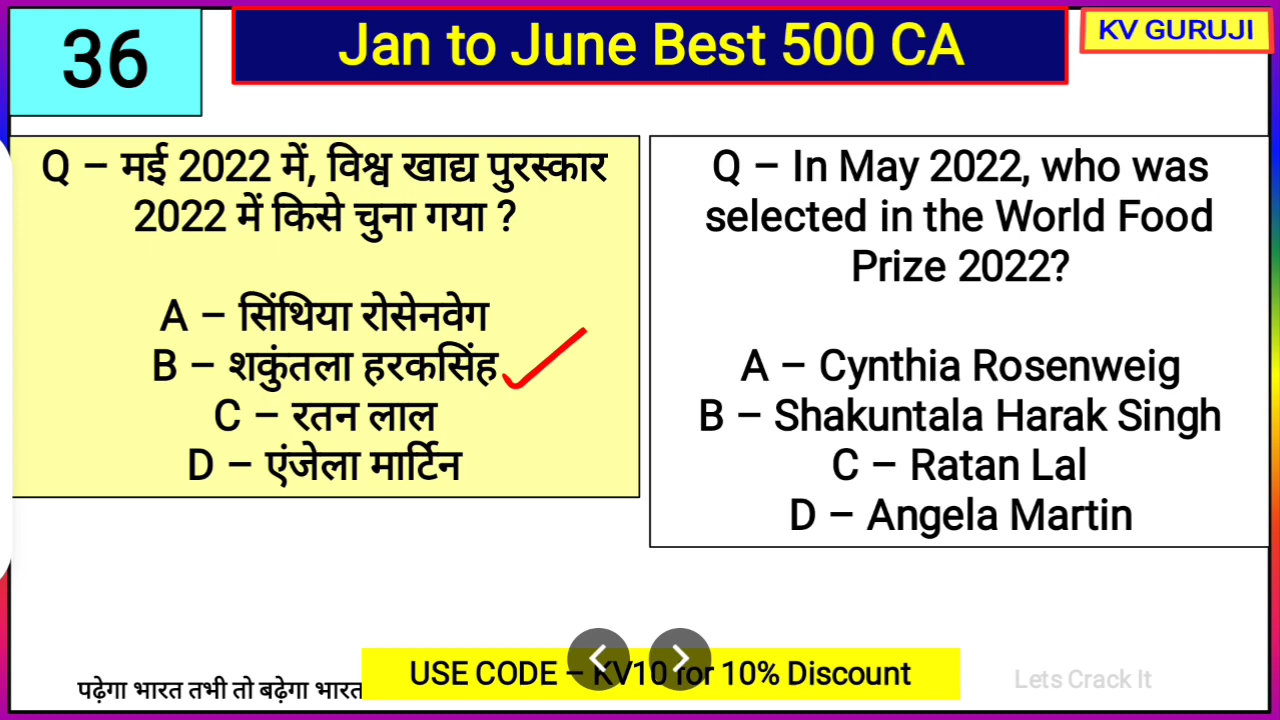 36
Jan to June Best 500 CA
KV GURUJI
Q – मई 2022 में, विश्व खाद्य पुरस्कार
2022 में किसे चुना गया ?
A – सिंथिया रोसेनवेग
B – शकुंतला हरकसिंह
C – रतन लाल
D – एंजेला मार्टिन
Q – In May 2022, who was
selected in the World Food
Prize 2022?
A – Cynthia Rosenweig
B – Shakuntala Harak Singh
C – Ratan Lal
D – Angela Martin
पढ़ेगा भारत तभी तो बढ़ेगा भारत
USE CODE – KV10 for 10% Discount
Lets Crack It